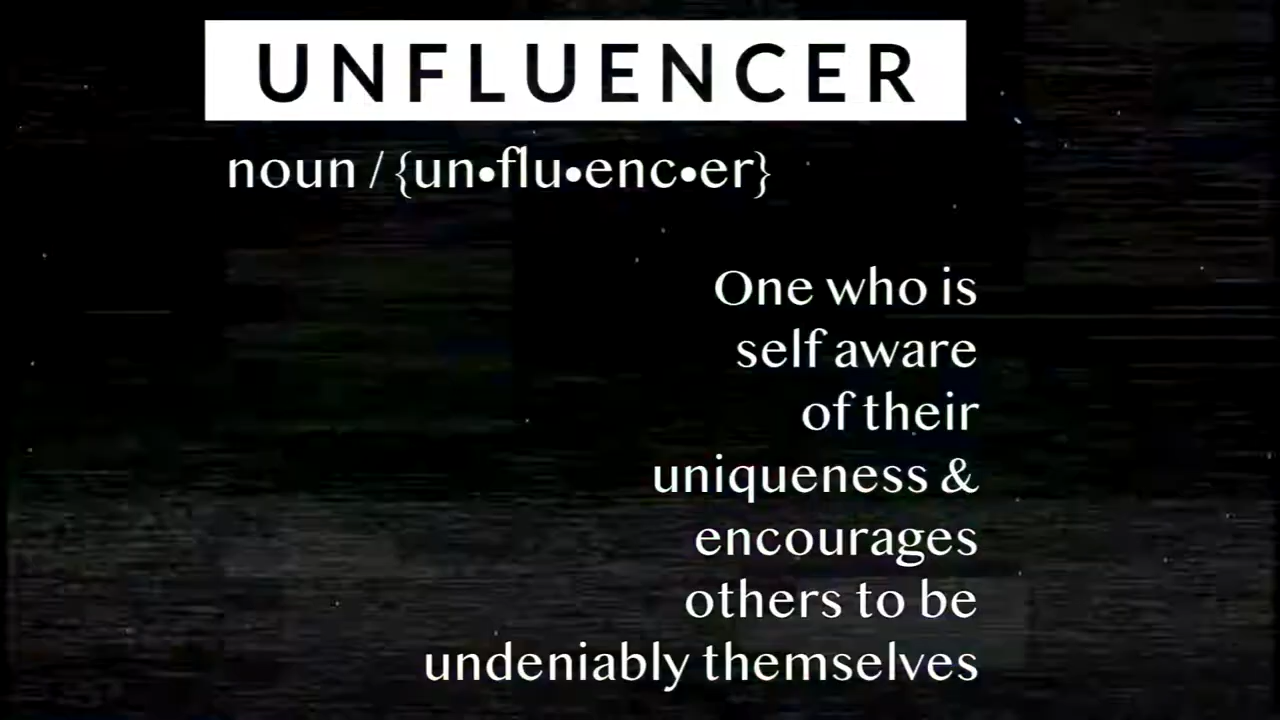 UNFLUENCER
noun / {un•flu•enc•er}
One who is
self aware
of their
uniqueness &
encourages
others to be
undeniably themselves